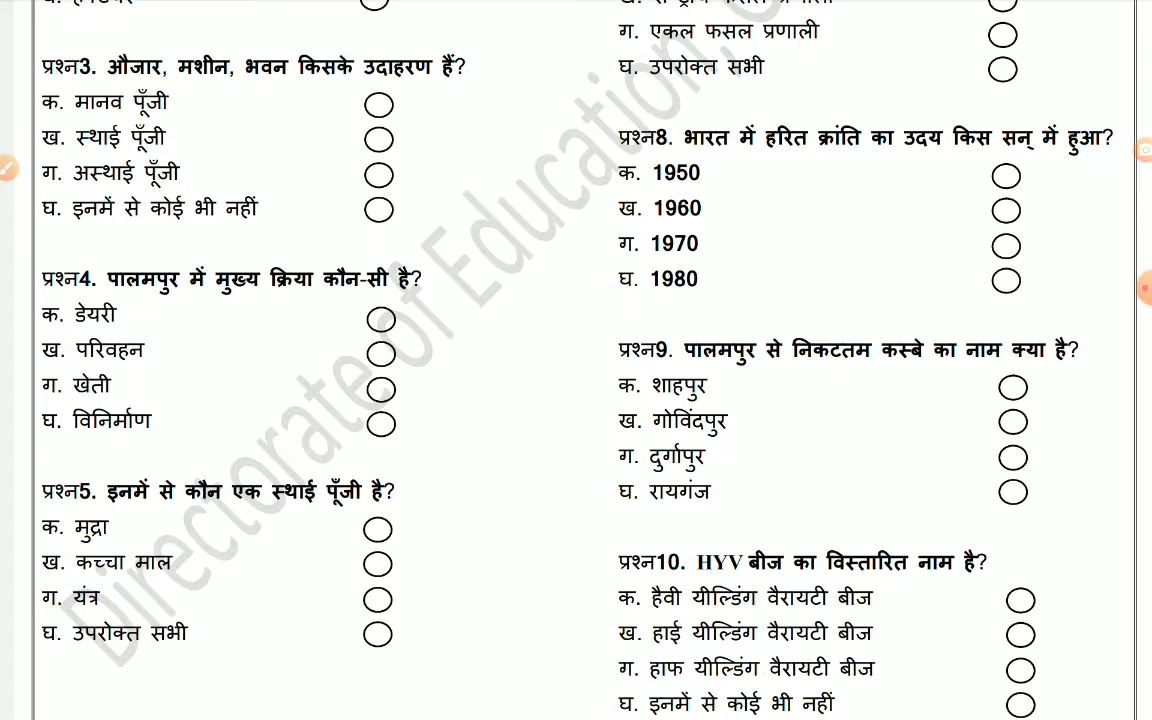 प्रश्न3. औजार, मशीन, भवन किसके उदाहरण हैं?
क. मानव पूँजी
ख. स्थाई पूँजी
ग. अस्थाई पूँजी
घ. इनमें से कोई भी नहीं
प्रश्न4. पालमपुर में मुख्य क्रिया कौन-सी है?
क. डेयरी
ख. परिवहन
ग. खेती
घ. विनिर्माण
प्रश्न5. इनमें से कौन एक स्थाई पूँजी है?
क. मुद्रा
ख. कच्चा माल
ग. यंत्र
घ. उपरोक्त सभी
ग. एकल फसल प्रणाली
घ. उपरोक्त सभी
प्रश्न8. भारत में हरित क्रांति का उदय किस सन् में हुआ?
क. 1950
ख. 1960
ग. 1970
घ. 1980
प्रश्न9. पालमपुर से निकटतम कस्बे का नाम क्या है?
क. शाहपुर
ख. गोविंदपुर
ग. दुर्गापुर
घ. रायगंज
प्रश्न10. HYV बीज का विस्तारित नाम है?
क. हैवी यील्डिंग वैरायटी बीज
ख. हाई यील्डिंग वैरायटी बीज
ग. हाफ यील्डिंग वैरायटी बीज
घ. इनमें से कोई भी नहीं
Directorate of Education,